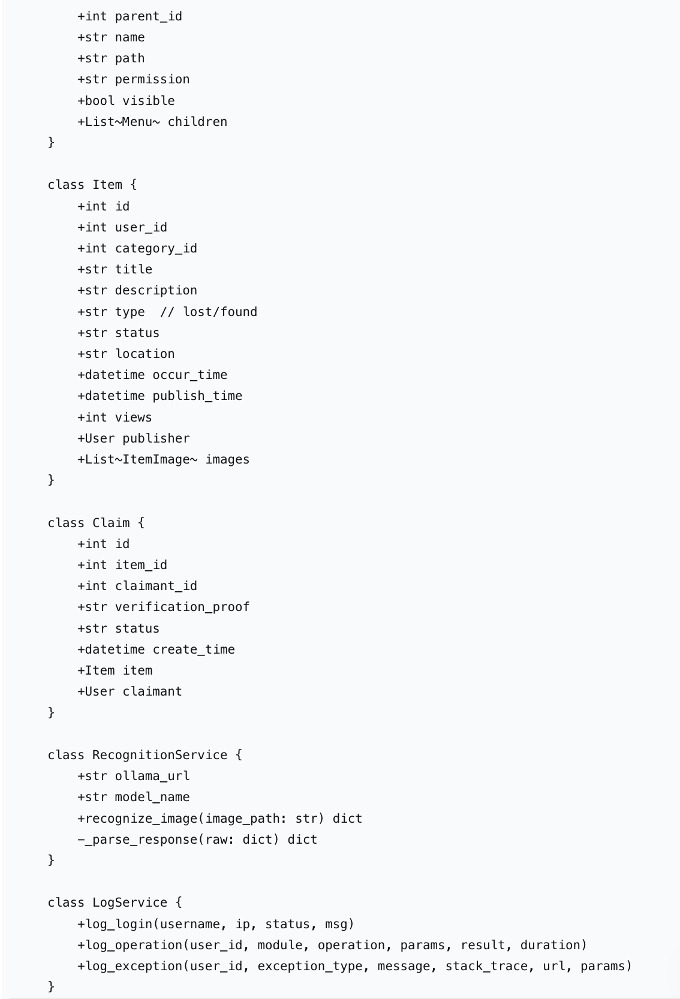 +int parent_id
+str name
+str path
+str permission
+bool visible
+List~Menu~ children
}
class Item {
+int id
+int user_id
+int category_id
+str title
+str description
+str type  // lost/found
+str status
+str location
+datetime occur_time
+datetime publish_time
+int views
+User publisher
+List~ItemImage~ images
}
class Claim {
+int id
+int item_id
+int claimant_id
+str verification_proof
+str status
+datetime create_time
+Item item
+User claimant
}
class RecognitionService {
+str ollama_url
+str model_name
+recognize_image(image_path: str) dict
-_parse_response(raw: dict) dict
}
class LogService {
+log_login(username, ip, status, msg)
+log_operation(user_id, module, operation, params, result, duration)
+log_exception(user_id, exception_type, message, stack_trace, url, params)
}